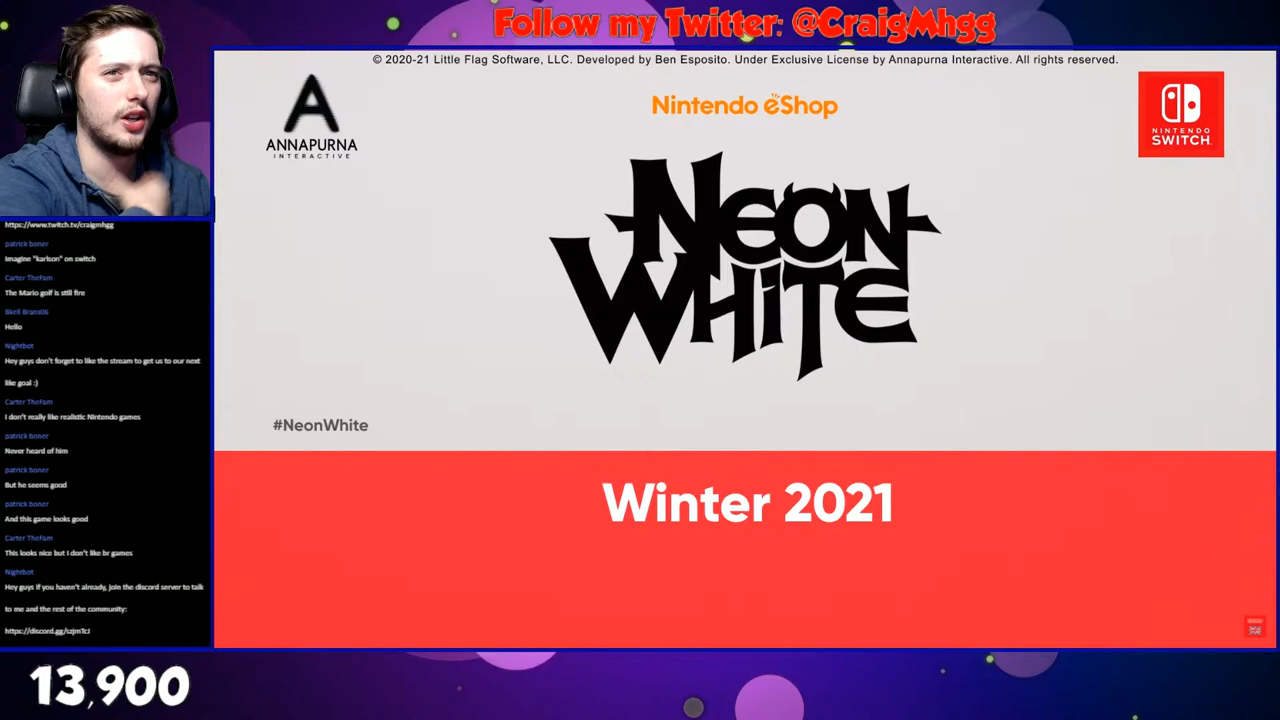 Follow my Twitter: @CraigMhgg
© 2020-21 Little Flag Software, LLC. Developed by Ben Esposito. Under Exclusive License by Annapurna Interactive. All rights reserved.
A
ANNAPURNA
INTERACTIVE
Nintendo eShop
NINTENDO
SWITCH
NEON
WHiTE
#NeonWhite
Winter 2021
https://www.twitch.tv/craigmhgg
patrick boner
Imagine "karlson" on switch
Carter TheFam
The Mario golf is still fire
Bkell Brans06
Hello
Nightbot
Hey guys don't forget to like the stream to get us to our next
like goal :)
Carter TheFam
I don't really like realistic Nintendo games
patrick boner
Never heard of him
patrick boner
But he seems good
patrick boner
And this game looks good
Carter TheFam
This looks nice but I don't like br games
Nightbot
Hey guys if you haven't already, join the discord server to talk
to me and the rest of the community:
https://discord.gg/szjmTcJ
13,900